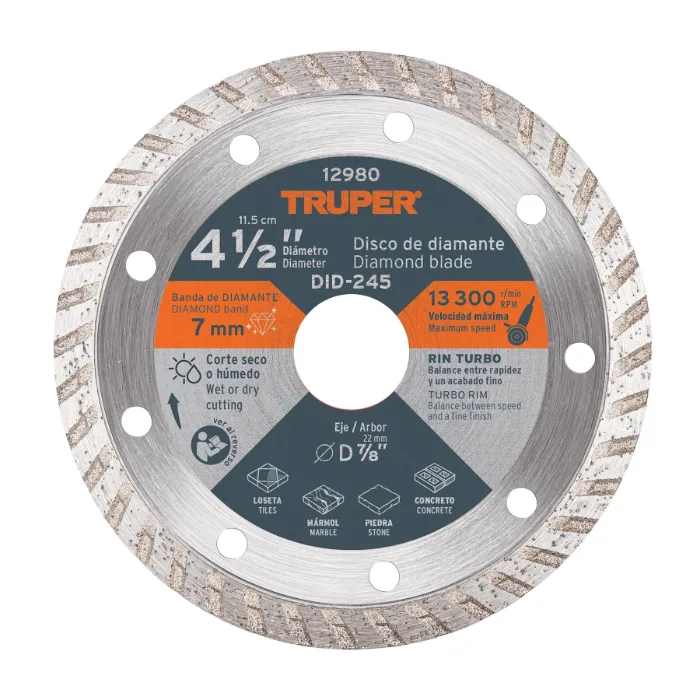 12980
TRUPER®
11.5 cm
4 1/2"
Diámetro
Diameter
Disco de diamante
Diamond blade
DID-245
Banda de DIAMANTE
DIAMOND band
7 mm
13 300 r/min
RPM
Velocidad máxima
Maximum speed
Corte seco
o húmedo
Wet or dry
cutting
ver al reverso
RIN TURBO
Balance entre rapidez
y un acabado fino
TURBO RIM
Balance between speed
and a fine finish
Eje / Arbor
22 mm
D 7/8"
LOSETA
TILES
MÁRMOL
MARBLE
PIEDRA
STONE
CONCRETO
CONCRETE